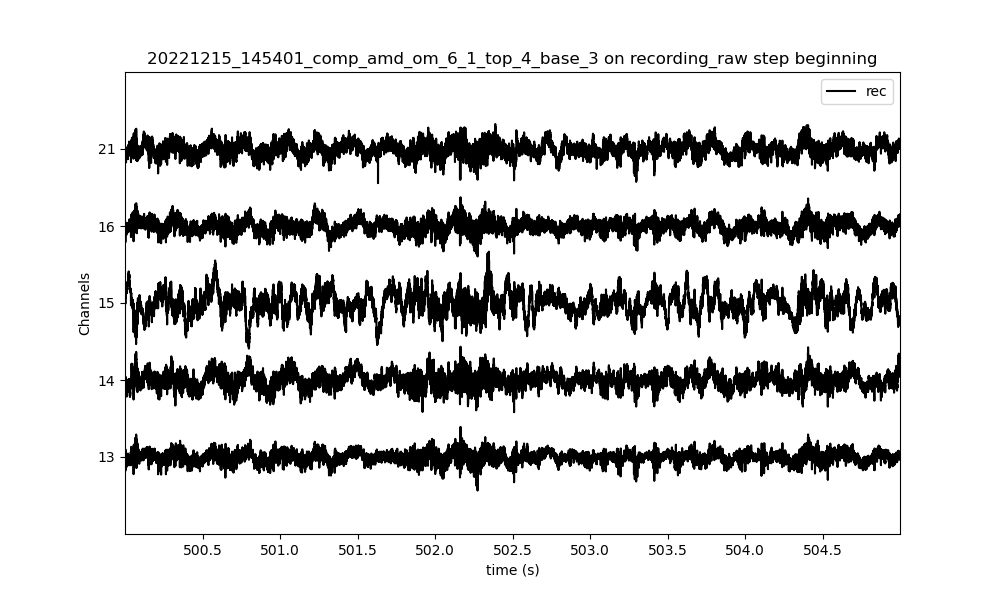 20221215_145401_comp_amd_om_6_1_top_4_base_3 on recording_raw step beginning
rec
21
16
15
14
13
Channels
500.5 501.0 501.5 502.0 502.5 503.0 503.5 504.0 504.5
time (s)